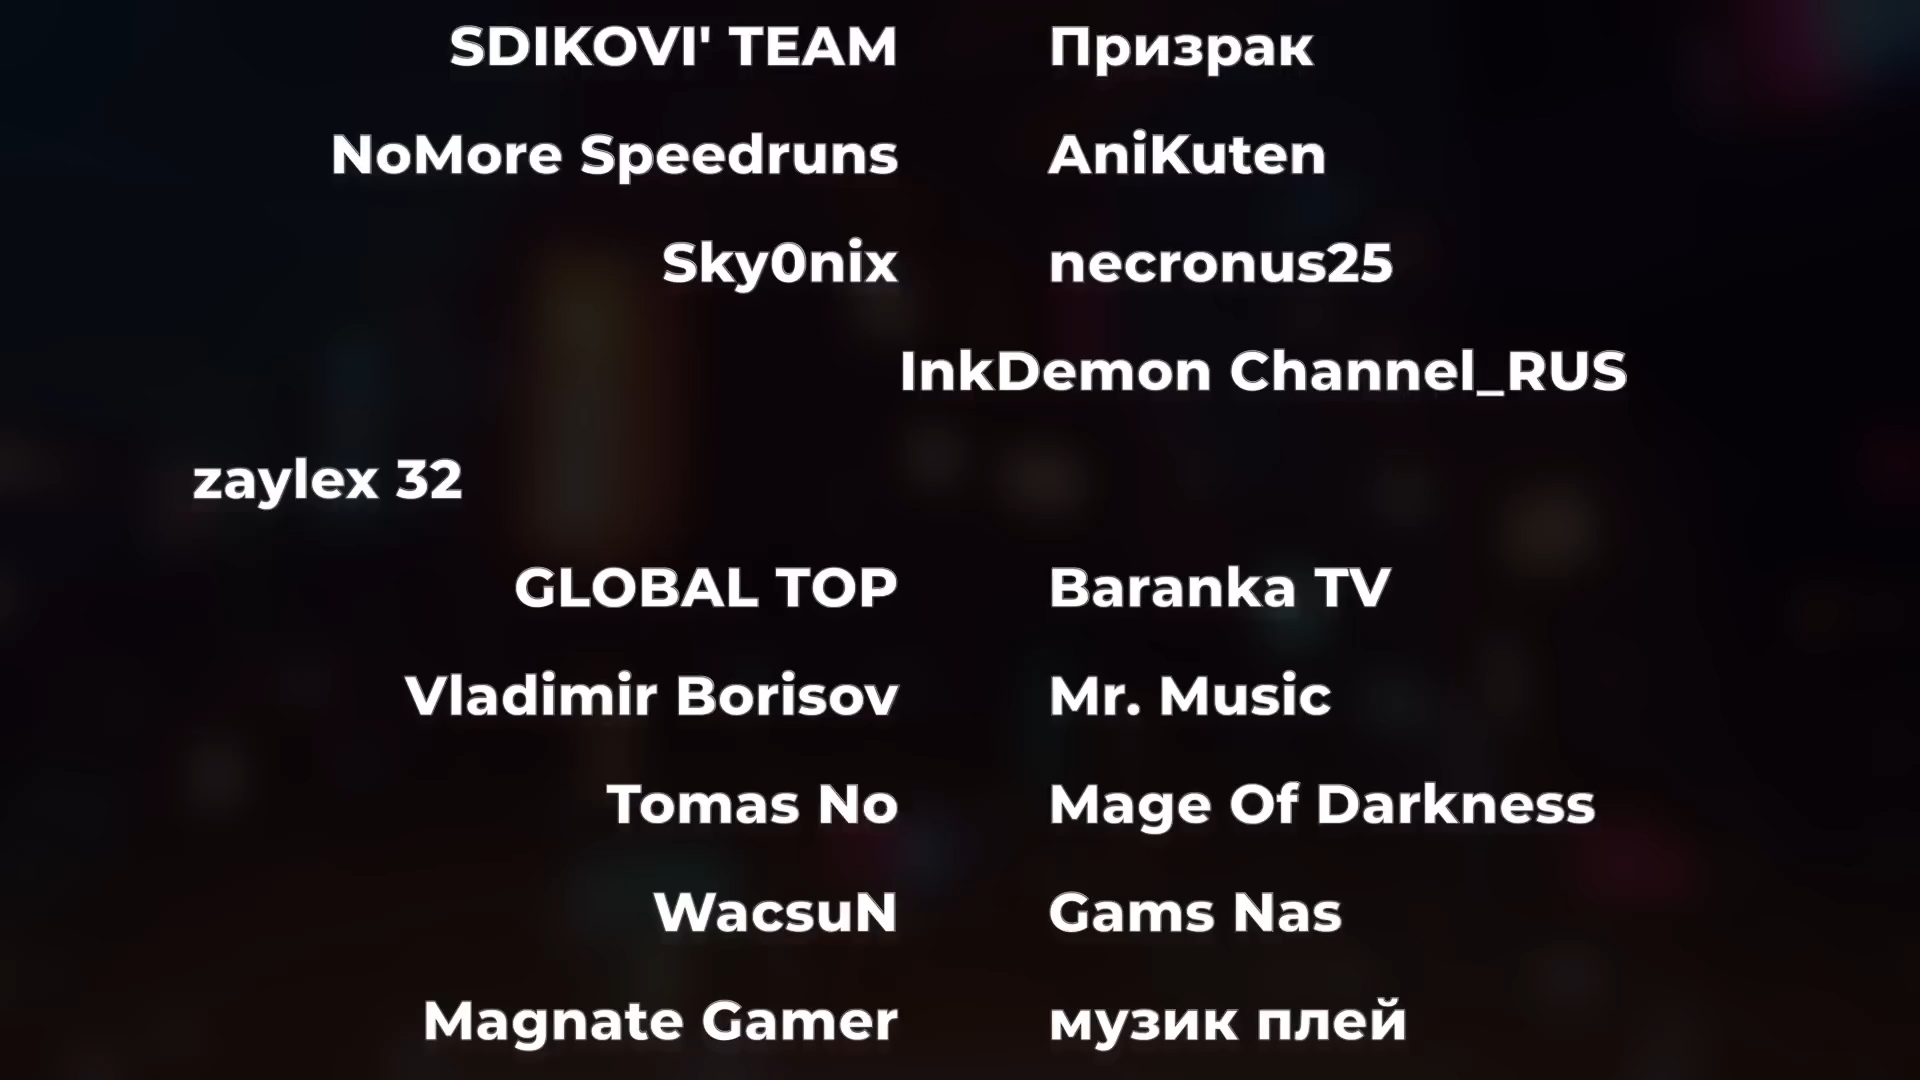 SDIKOVI' TEAM Призрак
NoMore Speedruns AniKuten
Sky0nix necronus25
InkDemon Channel_RUS
zaylex 32
GLOBAL TOP Baranka TV
Vladimir Borisov Mr. Music
Tomas No Mage Of Darkness
WacsuN Gams Nas
Magnate Gamer музик плей